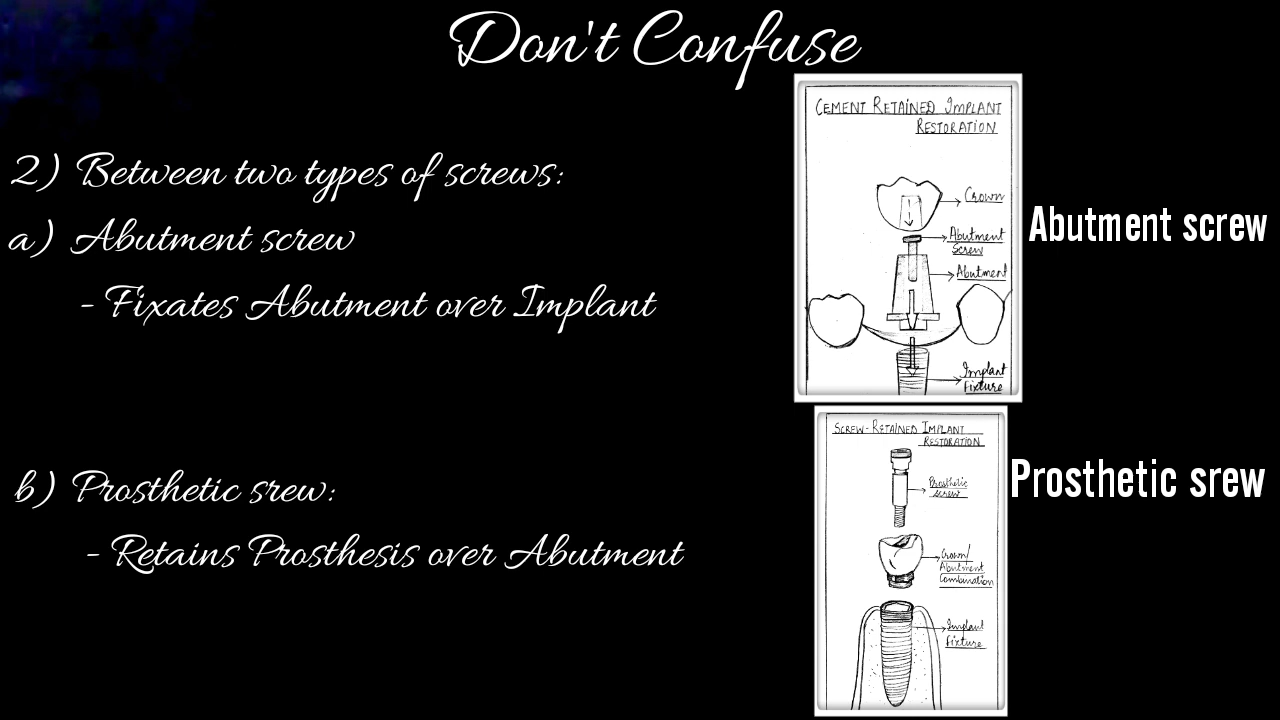 Don't Confuse
2) Between two types of screws:
a) Abutment screw
- Fixates Abutment over Implant
b) Prosthetic srew:
- Retains Prosthesis over Abutment
CEMENT RETAINED IMPLANT
RESTORATION
Crown
Abutment
Screw
Abutment
Implant
Fixture
Abutment screw
SCREW-RETAINED IMPLANT
RESTORATION
Prosthetic
screw
Crown/
Abutment
Combination
Implant
Fixture
Prosthetic srew